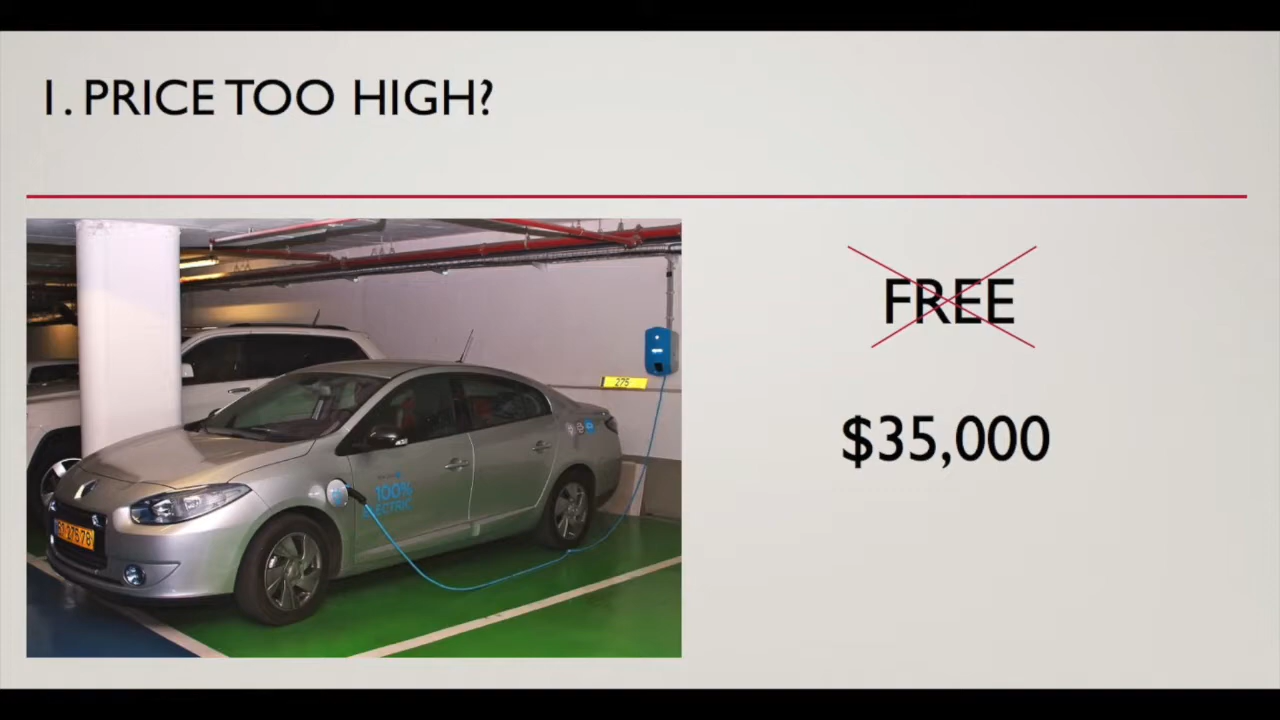 1. PRICE TOO HIGH?
FREE
$35,000
275
100%
ELECTRIC